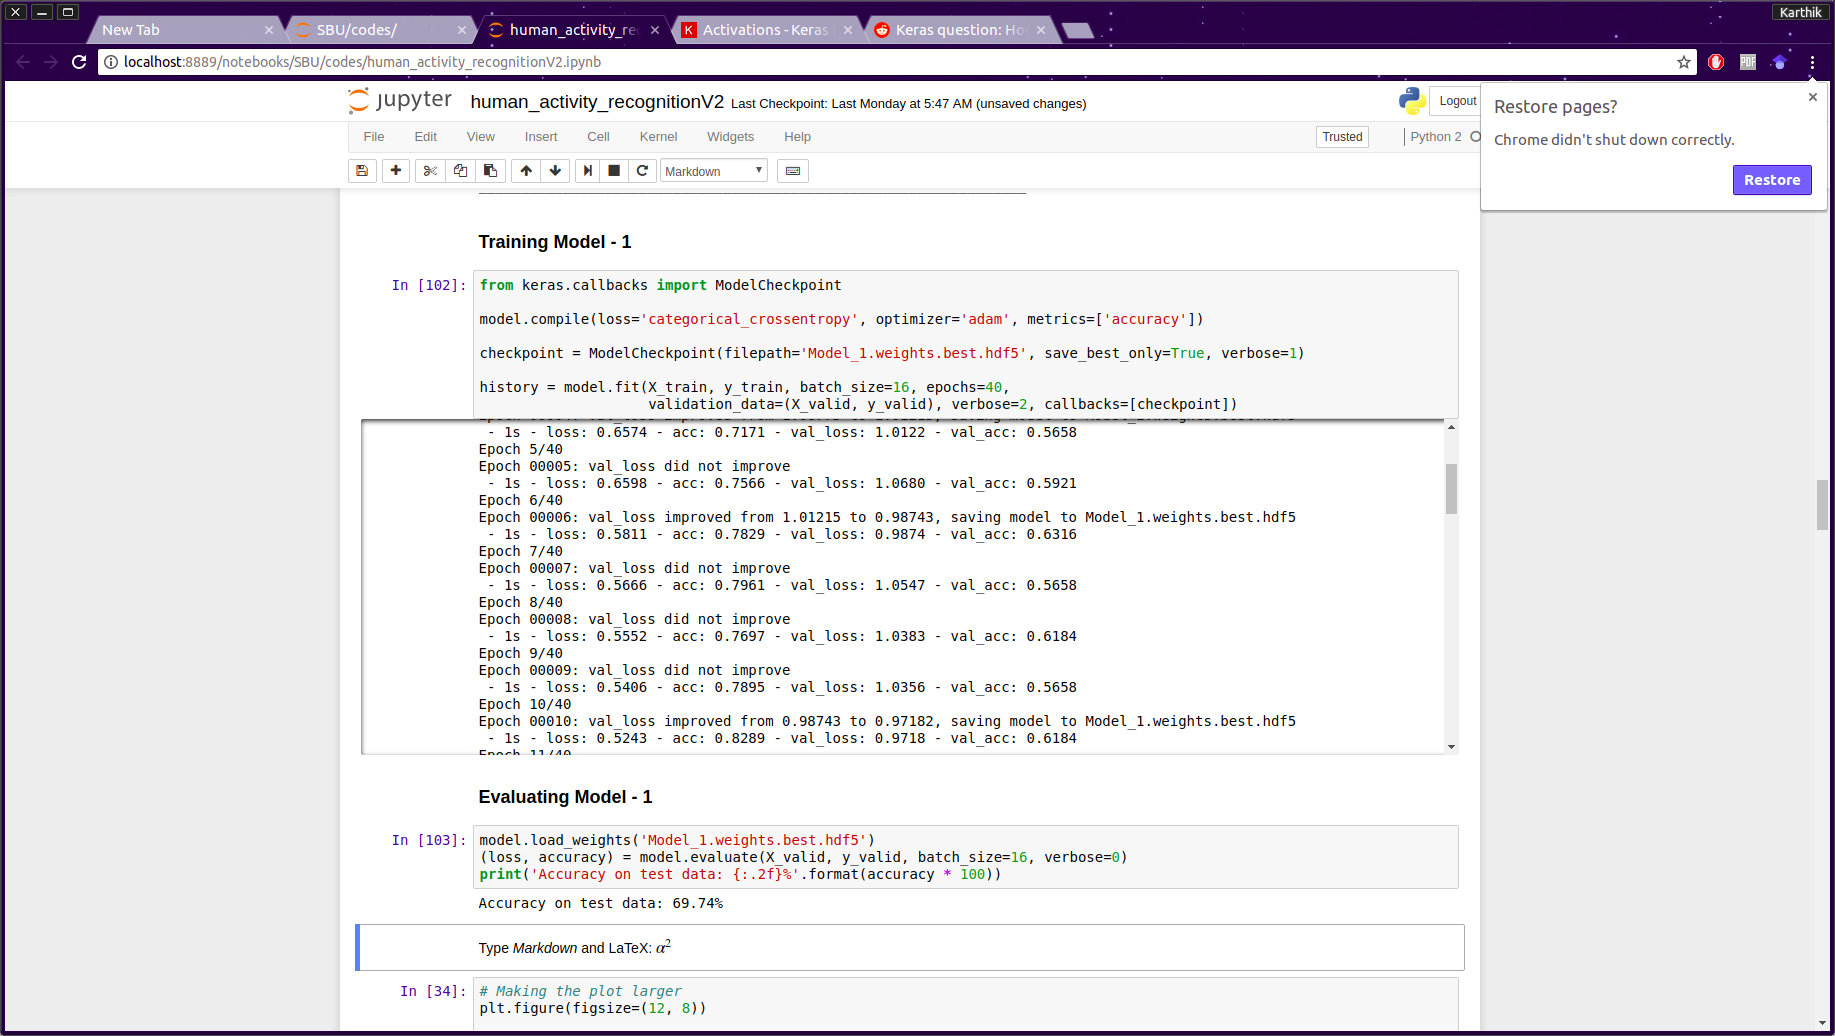 Karthik
New Tab
SBU/codes/
human_activity_re
Activations - Keras
Keras question: Ho
localhost:8889/notebooks/SBU/codes/human_activity_recognitionV2.ipynb
PDF
Restore pages?
Chrome didn't shut down correctly.
Restore
jupyter human_activity_recognitionV2 Last Checkpoint: Last Monday at 5:47 AM (unsaved changes)
Logout
File Edit View Insert Cell Kernel Widgets Help
Trusted
Python 2
Markdown
Training Model - 1
In [102]: from keras.callbacks import ModelCheckpoint
model.compile(loss='categorical_crossentropy', optimizer='adam', metrics=['accuracy'])
checkpoint = ModelCheckpoint(filepath='Model_1.weights.best.hdf5', save_best_only=True, verbose=1)
history = model.fit(X_train, y_train, batch_size=16, epochs=40,
validation_data=(X_valid, y_valid), verbose=2, callbacks=[checkpoint])
- 1s - loss: 0.6574 - acc: 0.7171 - val_loss: 1.0122 - val_acc: 0.5658
Epoch 5/40
Epoch 00005: val_loss did not improve
- 1s - loss: 0.6598 - acc: 0.7566 - val_loss: 1.0680 - val_acc: 0.5921
Epoch 6/40
Epoch 00006: val_loss improved from 1.01215 to 0.98743, saving model to Model_1.weights.best.hdf5
- 1s - loss: 0.5811 - acc: 0.7829 - val_loss: 0.9874 - val_acc: 0.6316
Epoch 7/40
Epoch 00007: val_loss did not improve
- 1s - loss: 0.5666 - acc: 0.7961 - val_loss: 1.0547 - val_acc: 0.5658
Epoch 8/40
Epoch 00008: val_loss did not improve
- 1s - loss: 0.5552 - acc: 0.7697 - val_loss: 1.0383 - val_acc: 0.6184
Epoch 9/40
Epoch 00009: val_loss did not improve
- 1s - loss: 0.5406 - acc: 0.7895 - val_loss: 1.0356 - val_acc: 0.5658
Epoch 10/40
Epoch 00010: val_loss improved from 0.98743 to 0.97182, saving model to Model_1.weights.best.hdf5
- 1s - loss: 0.5243 - acc: 0.8289 - val_loss: 0.9718 - val_acc: 0.6184
Epoch 11/40
Evaluating Model - 1
In [103]: model.load_weights('Model_1.weights.best.hdf5')
(loss, accuracy) = model.evaluate(X_valid, y_valid, batch_size=16, verbose=0)
print('Accuracy on test data: {:.2f}%'.format(accuracy * 100))
Accuracy on test data: 69.74%
Type Markdown and LaTeX: α²
In [34]: # Making the plot larger
plt.figure(figsize=(12, 8))